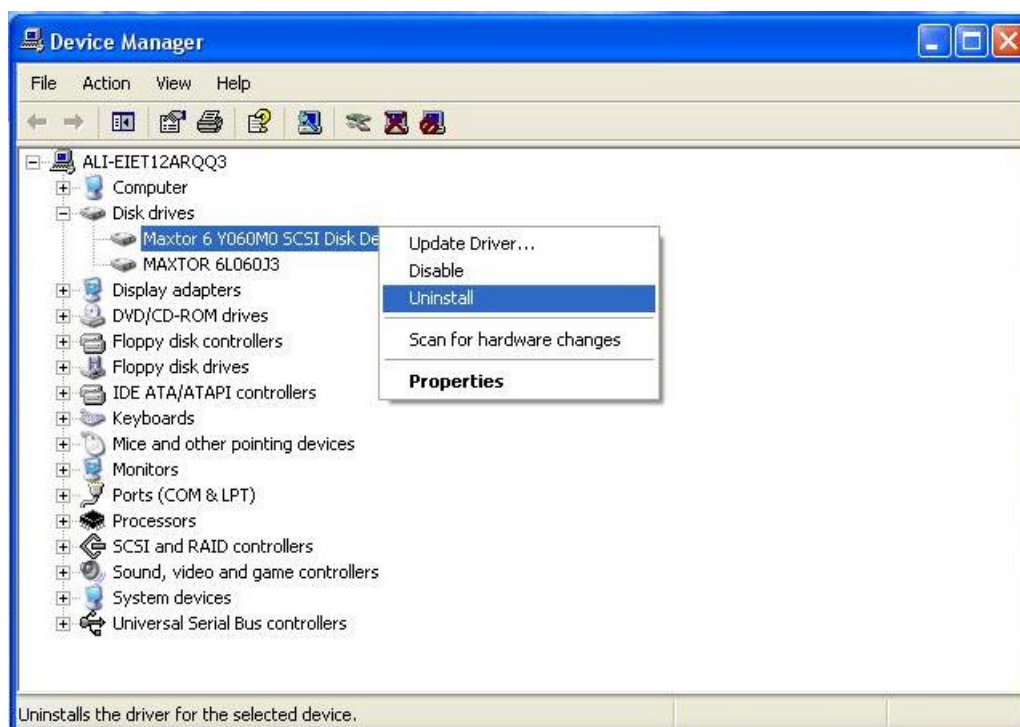 Device Manager
File Action View Help
ALI-EIET12ARQQ3
Computer
Disk drives
Maxtor 6 Y060M0 SCSI Disk De
MAXTOR 6L060J3
Display adapters
DVD/CD-ROM drives
Floppy disk controllers
Floppy disk drives
IDE ATA/ATAPI controllers
Keyboards
Mice and other pointing devices
Monitors
Ports (COM & LPT)
Processors
SCSI and RAID controllers
Sound, video and game controllers
System devices
Universal Serial Bus controllers
Update Driver...
Disable
Uninstall
Scan for hardware changes
Properties
Uninstalls the driver for the selected device.